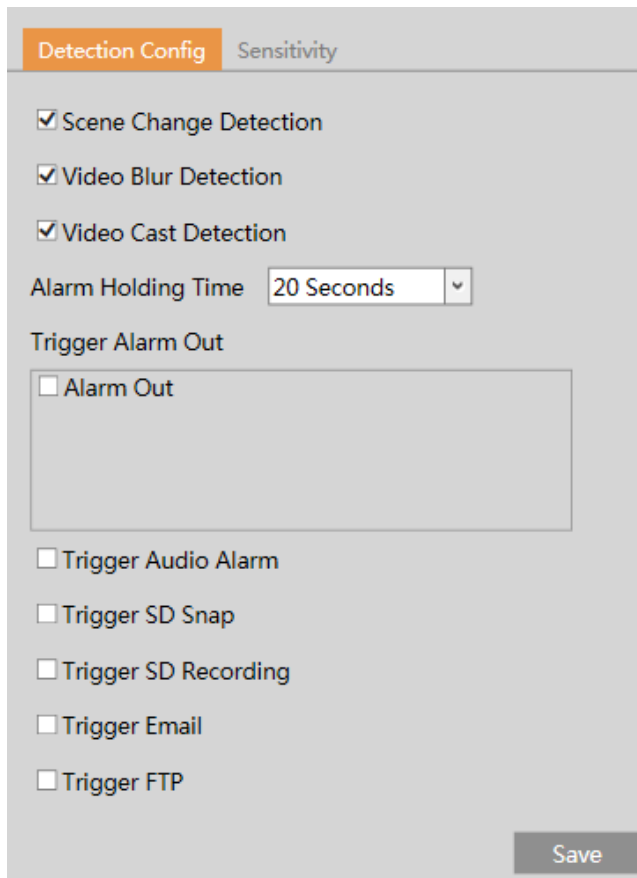 Detection Config Sensitivity
Scene Change Detection
Video Blur Detection
Video Cast Detection
Alarm Holding Time 20 Seconds
Trigger Alarm Out
Alarm Out
Trigger Audio Alarm
Trigger SD Snap
Trigger SD Recording
Trigger Email
Trigger FTP
Save